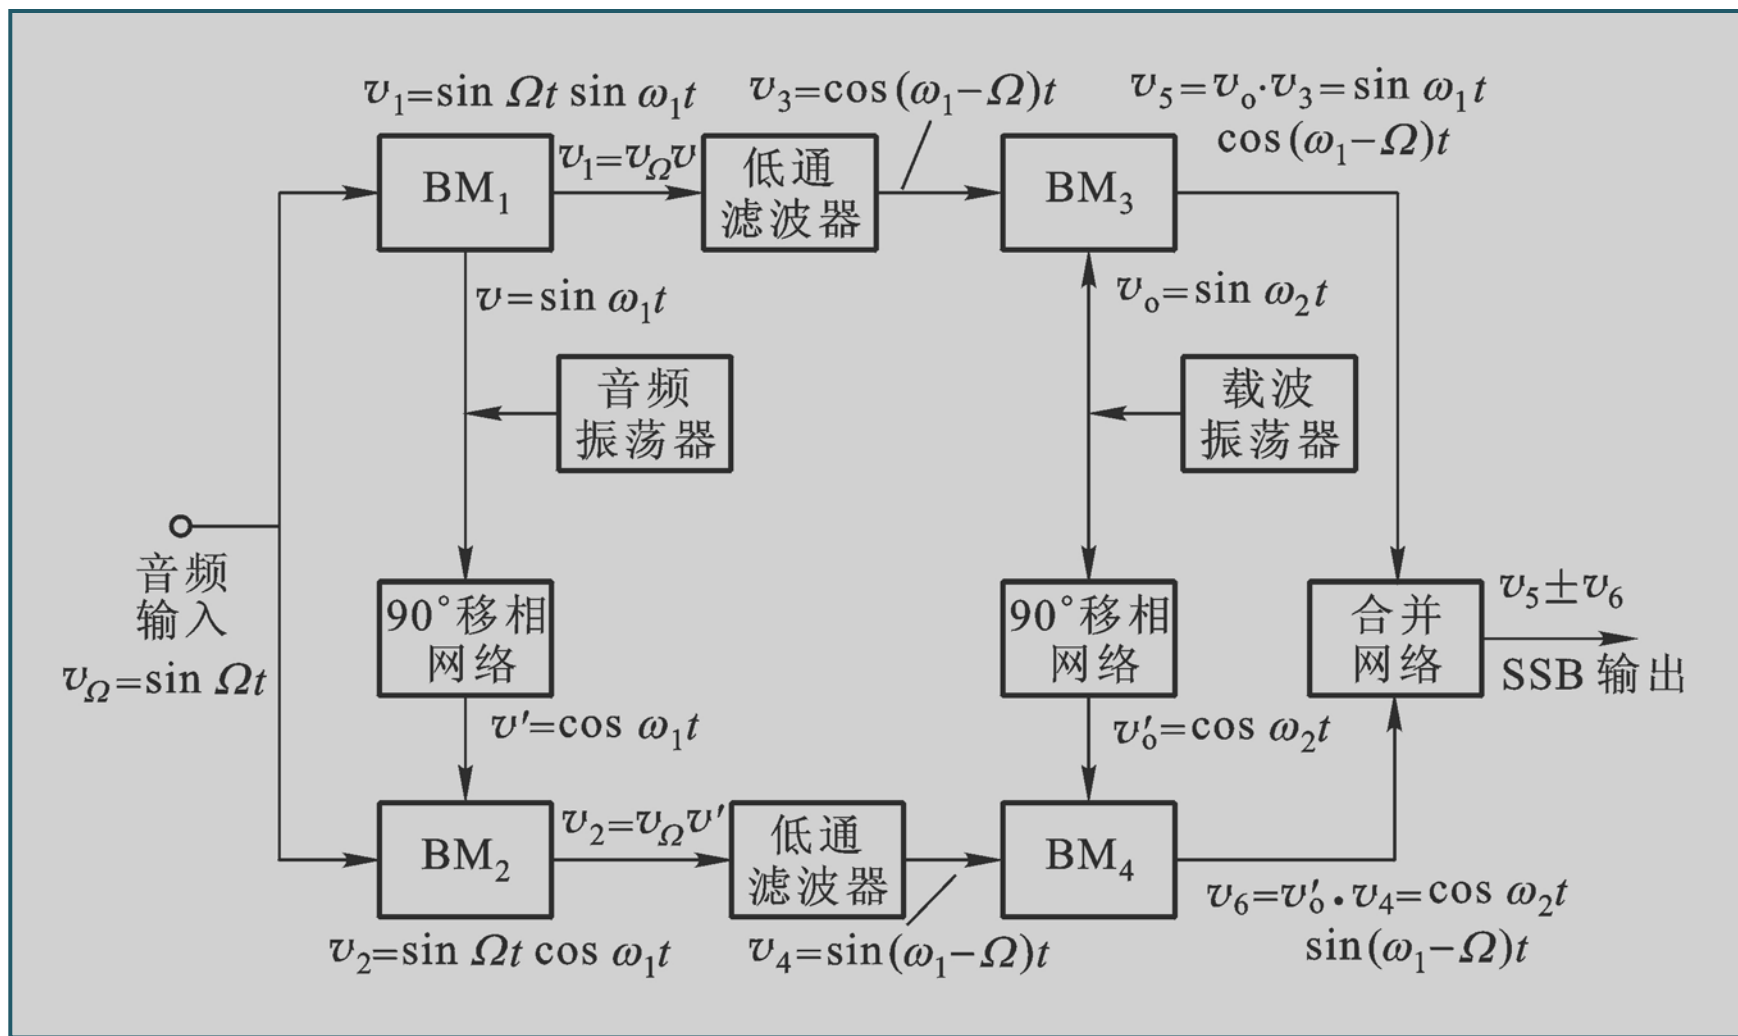 v₁=sin Ωt sin ω₁t
v₃=cos(ω₁−Ω)t
v₅=vₒ·v₃=sin ω₁t
cos(ω₁−Ω)t
BM₁
v₁=v_Ωv
低通
滤波器
BM₃
v=sin ω₁t
vₒ=sin ω₂t
音频
振荡器
载波
振荡器
音频
输入
v_Ω=sin Ωt
90°移相
网络
90°移相
网络
合并
网络
v₅±v₆
SSB 输出
v′=cos ω₁t
v′ₒ=cos ω₂t
BM₂
v₂=v_Ωv′
低通
滤波器
BM₄
v₂=sin Ωt cos ω₁t
v₄=sin(ω₁−Ω)t
v₆=v′ₒ·v₄=cos ω₂t
sin(ω₁−Ω)t